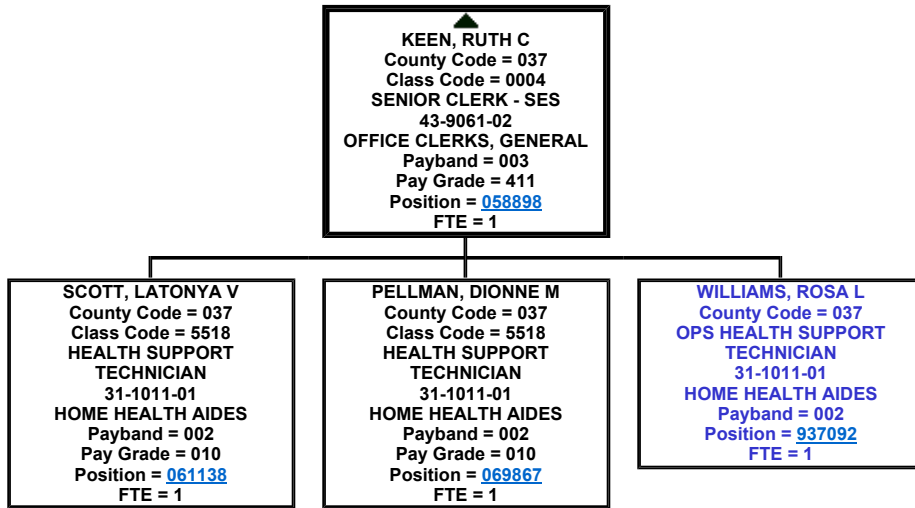 KEEN, RUTH C
County Code = 037
Class Code = 0004
SENIOR CLERK - SES
43-9061-02
OFFICE CLERKS, GENERAL
Payband = 003
Pay Grade = 411
Position = 058898
FTE = 1
SCOTT, LATONYA V
County Code = 037
Class Code = 5518
HEALTH SUPPORT
TECHNICIAN
31-1011-01
HOME HEALTH AIDES
Payband = 002
Pay Grade = 010
Position = 061138
FTE = 1
PELLMAN, DIONNE M
County Code = 037
Class Code = 5518
HEALTH SUPPORT
TECHNICIAN
31-1011-01
HOME HEALTH AIDES
Payband = 002
Pay Grade = 010
Position = 069867
FTE = 1
WILLIAMS, ROSA L
County Code = 037
OPS HEALTH SUPPORT
TECHNICIAN
31-1011-01
HOME HEALTH AIDES
Payband = 002
Position = 937092
FTE = 1